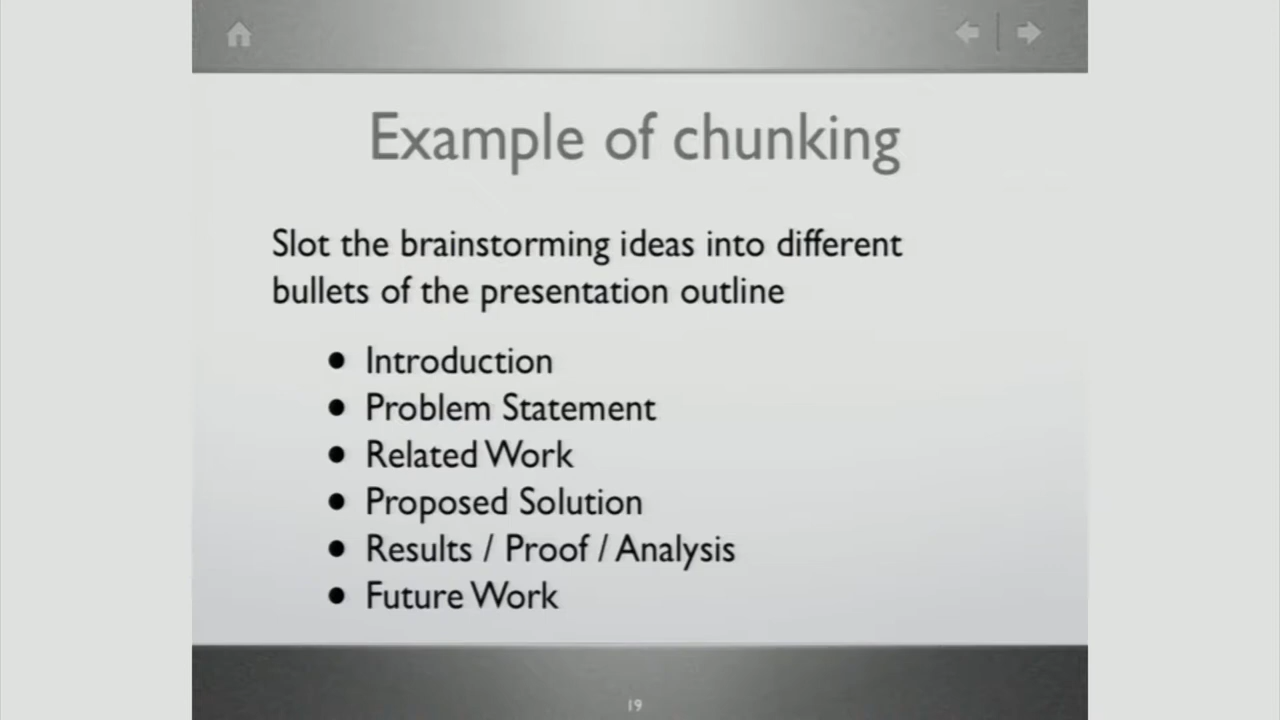 Example of chunking
Slot the brainstorming ideas into different
bullets of the presentation outline
• Introduction
• Problem Statement
• Related Work
• Proposed Solution
• Results / Proof / Analysis
• Future Work
19